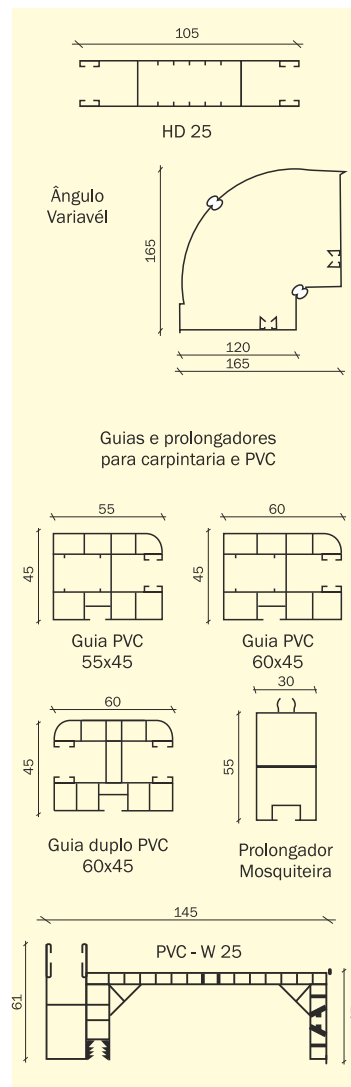 105
HD 25
Ângulo
Variavél
165
120
165
Guias e prolongadores
para carpintaria e PVC
55
45
Guia PVC
55x45
60
45
Guia PVC
60x45
60
45
Guia duplo PVC
60x45
30
55
Prolongador
Mosquiteira
145
PVC - W 25
61